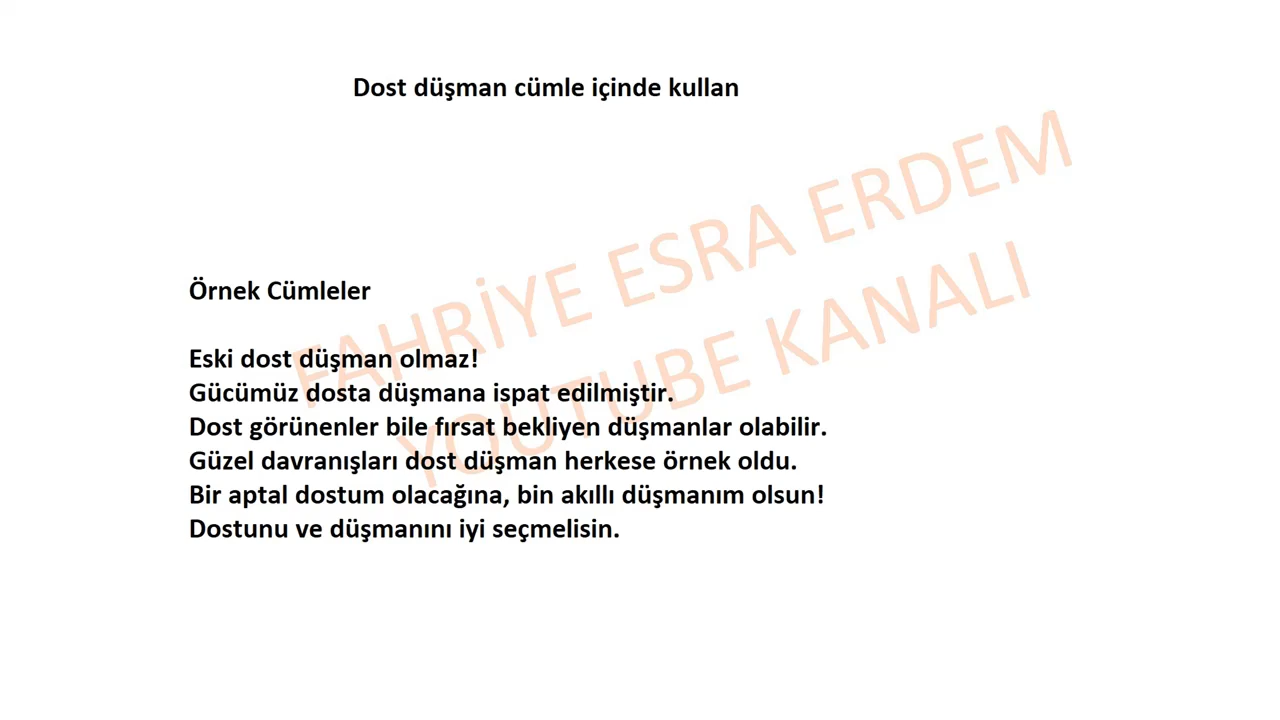 Dost düşman cümle içinde kullan
FAHRİYE ESRA ERDEM
YOUTUBE KANALI
Örnek Cümleler
Eski dost düşman olmaz!
Gücümüz dosta düşmana ispat edilmiştir.
Dost görünenler bile fırsat bekliyen düşmanlar olabilir.
Güzel davranışları dost düşman herkese örnek oldu.
Bir aptal dostum olacağına, bin akıllı düşmanım olsun!
Dostunu ve düşmanını iyi seçmelisin.